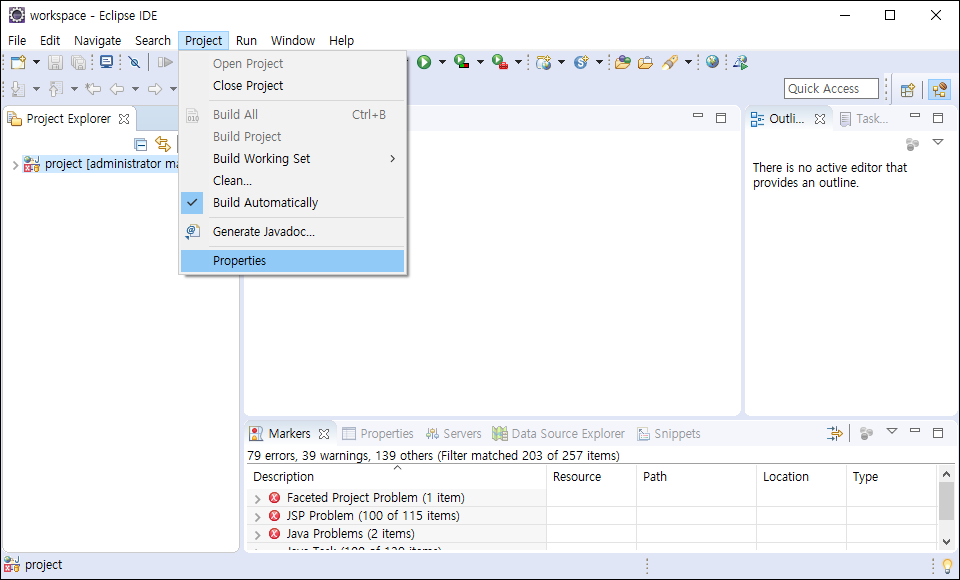 workspace - Eclipse IDE
File Edit Navigate Search Project Run Window Help
Open Project
Close Project
Build All Ctrl+B
Build Project
Build Working Set
Clean...
Build Automatically
Generate Javadoc...
Properties
Quick Access
Project Explorer
project [administrator
Outli...
Task...
There is no active editor that
provides an outline.
Markers Properties Servers Data Source Explorer Snippets
79 errors, 39 warnings, 139 others (Filter matched 203 of 257 items)
Description Resource Path Location Type
Faceted Project Problem (1 item)
JSP Problem (100 of 115 items)
Java Problems (2 items)
project